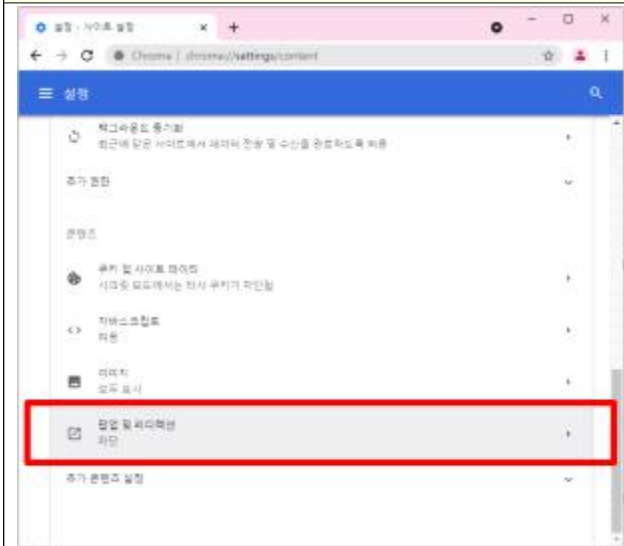 설정 - 사이트 설정
Chrome | chrome://settings/content
설정
백그라운드 동기화
최근에 닫은 사이트에서 데이터 전송 및 수신을 완료하도록 허용
추가 권한
콘텐츠
쿠키 및 사이트 데이터
시크릿 모드에서는 타사 쿠키가 차단됨
자바스크립트
허용
이미지
모두 표시
팝업 및 리디렉션
차단
추가 콘텐츠 설정